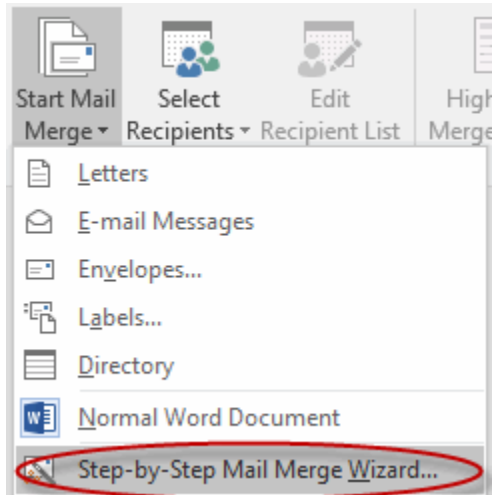 Start Mail Select Edit High
Merge Recipients Recipient List Merge
Letters
E-mail Messages
Envelopes...
Labels...
Directory
Normal Word Document
Step-by-Step Mail Merge Wizard...